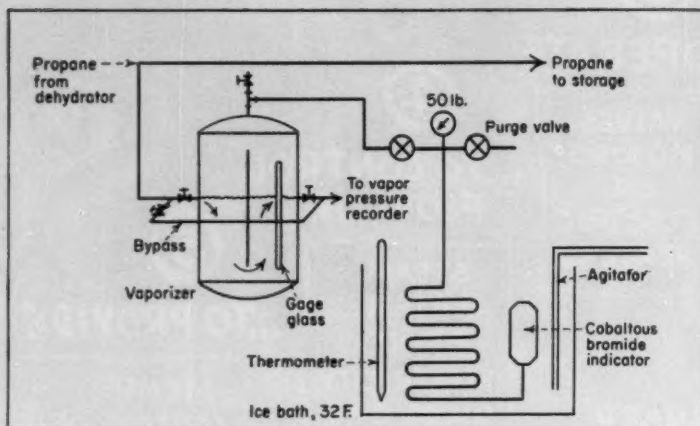 Propane
from
dehydrator
Propane
to storage
50 lb.
Purge valve
To vapor
pressure
recorder
Bypass
Vaporizer
Gage
glass
Agitafor
Cobaltous
bromide
indicator
Thermometer
Ice bath, 32 F.